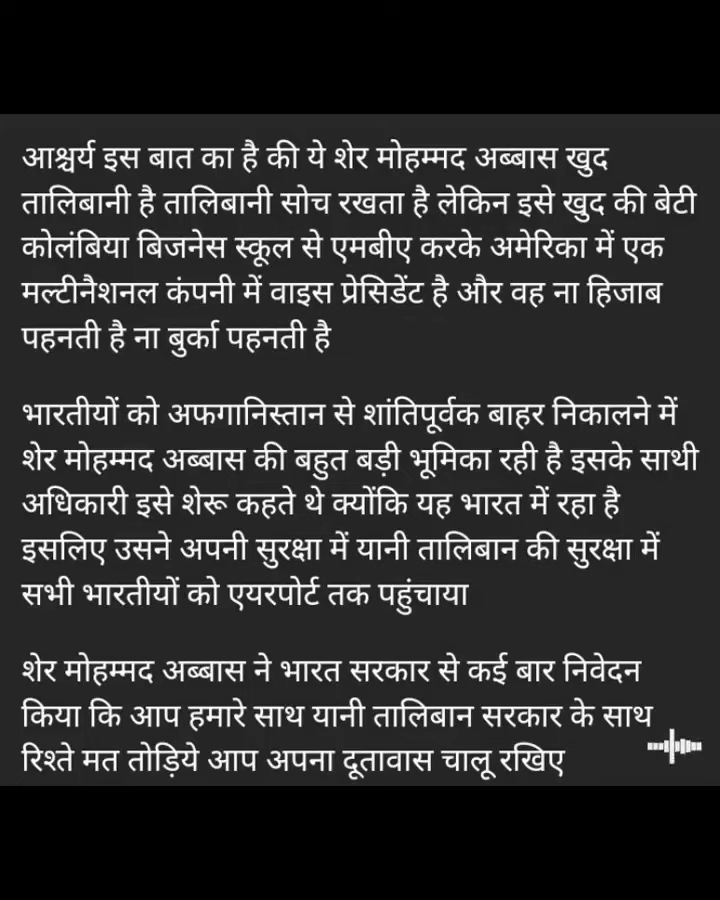 आश्चर्य इस बात का है की ये शेर मोहम्मद अब्बास खुद
तालिबानी है तालिबानी सोच रखता है लेकिन इसे खुद की बेटी
कोलंबिया बिजनेस स्कूल से एमबीए करके अमेरिका में एक
मल्टीनैशनल कंपनी में वाइस प्रेसिडेंट है और वह ना हिजाब
पहनती है ना बुर्का पहनती है
भारतीयों को अफगानिस्तान से शांतिपूर्वक बाहर निकालने में
शेर मोहम्मद अब्बास की बहुत बड़ी भूमिका रही है इसके साथी
अधिकारी इसे शेरू कहते थे क्योंकि यह भारत में रहा है
इसलिए उसने अपनी सुरक्षा में यानी तालिबान की सुरक्षा में
सभी भारतीयों को एयरपोर्ट तक पहुंचाया
शेर मोहम्मद अब्बास ने भारत सरकार से कई बार निवेदन
किया कि आप हमारे साथ यानी तालिबान सरकार के साथ
रिश्ते मत तोड़िये आप अपना दूतावास चालू रखिए